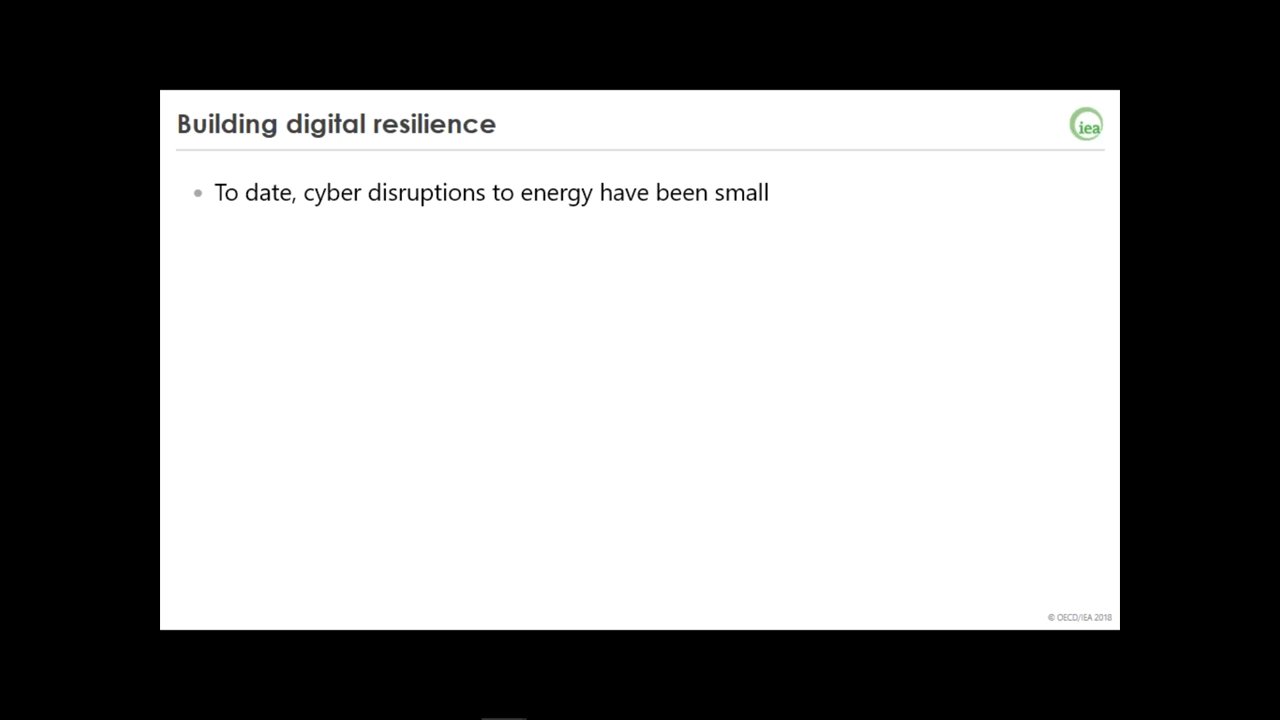 Building digital resilience
iea
• To date, cyber disruptions to energy have been small
© OECD/IEA 2018